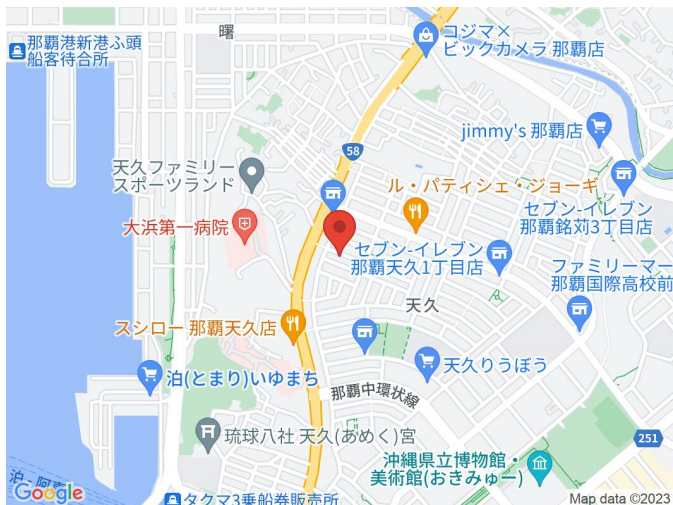 コジマ×
ビックカメラ 那覇店
那覇港新港ふ頭
船客待合所
曙
jimmy's 那覇店
58
天久ファミリー
スポーツランド
ル・パティシェ・ジョーギ
セブン-イレブン
那覇銘苅3丁目店
大浜第一病院
セブン-イレブン
那覇天久1丁目店
ファミリーマー
那覇国際高校前
天久
スシロー 那覇天久店
泊(とまり)いゆまち
天久りうぼう
那覇中環状線
琉球八社 天久(あめく)宮
251
沖縄県立博物館・
美術館(おきみゅー)
Google
タクマ3乗船券販売所
Map data ©2023